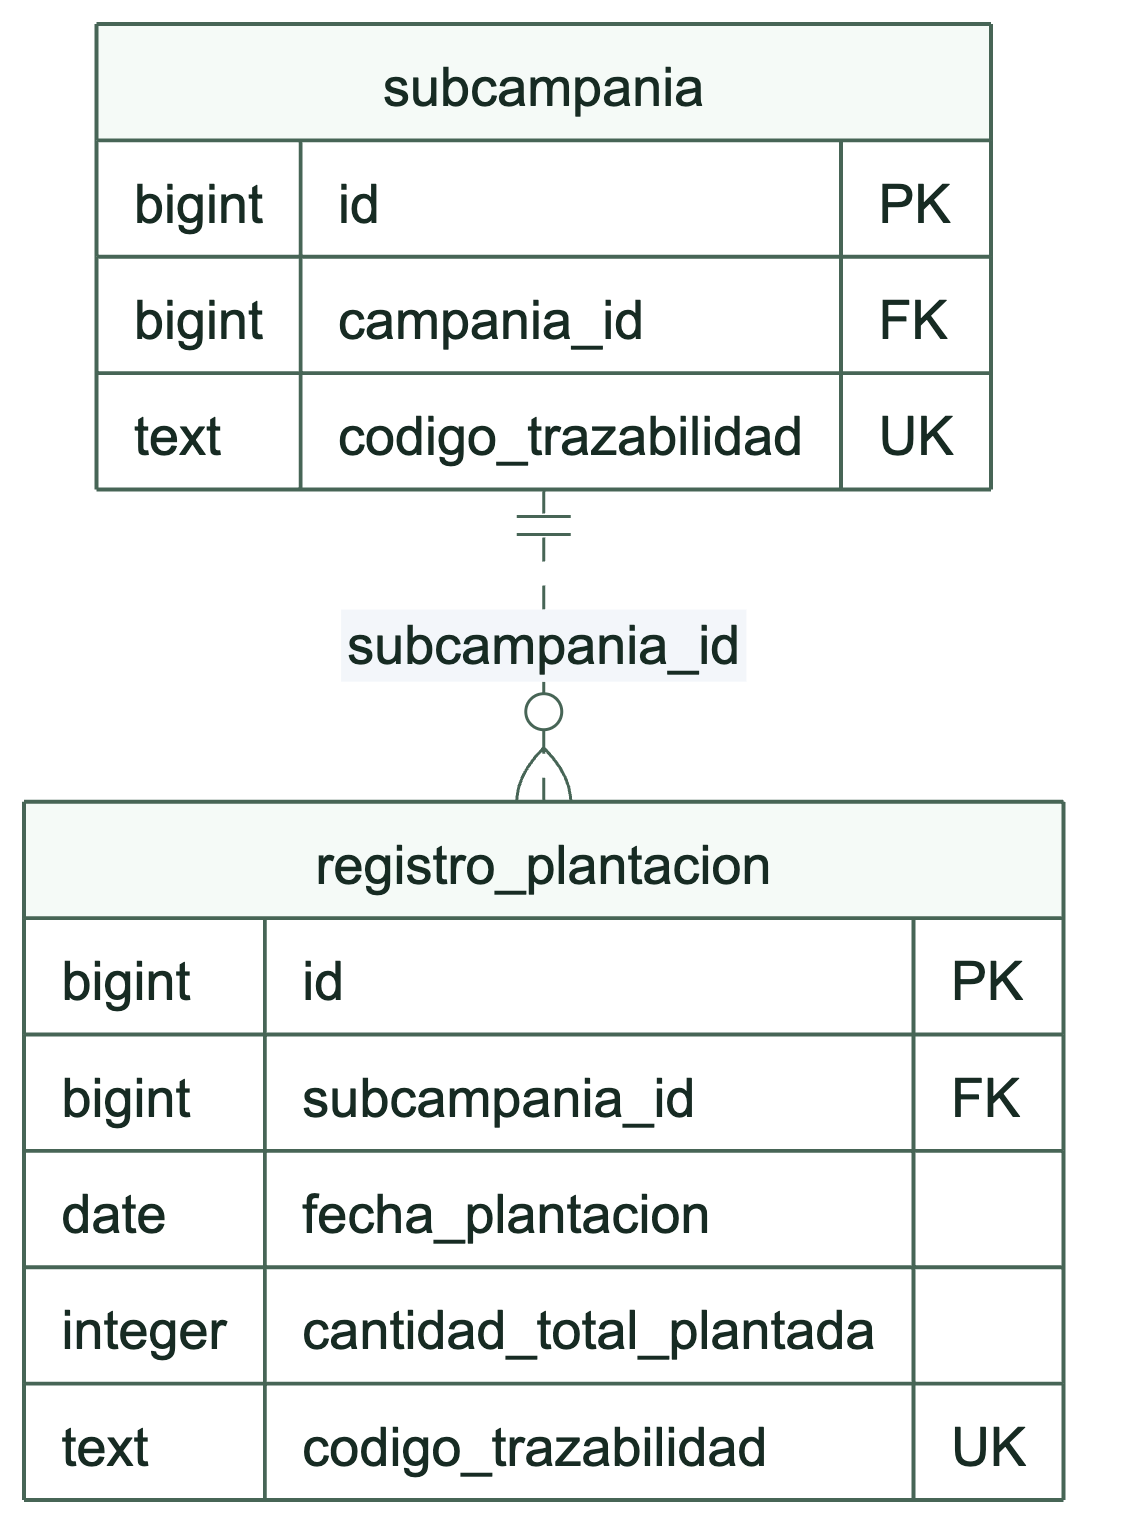 subcampania
bigint id PK
bigint campania_id FK
text codigo_trazabilidad UK
subcampania_id
registro_plantacion
bigint id PK
bigint subcampania_id FK
date fecha_plantacion
integer cantidad_total_plantada
text codigo_trazabilidad UK